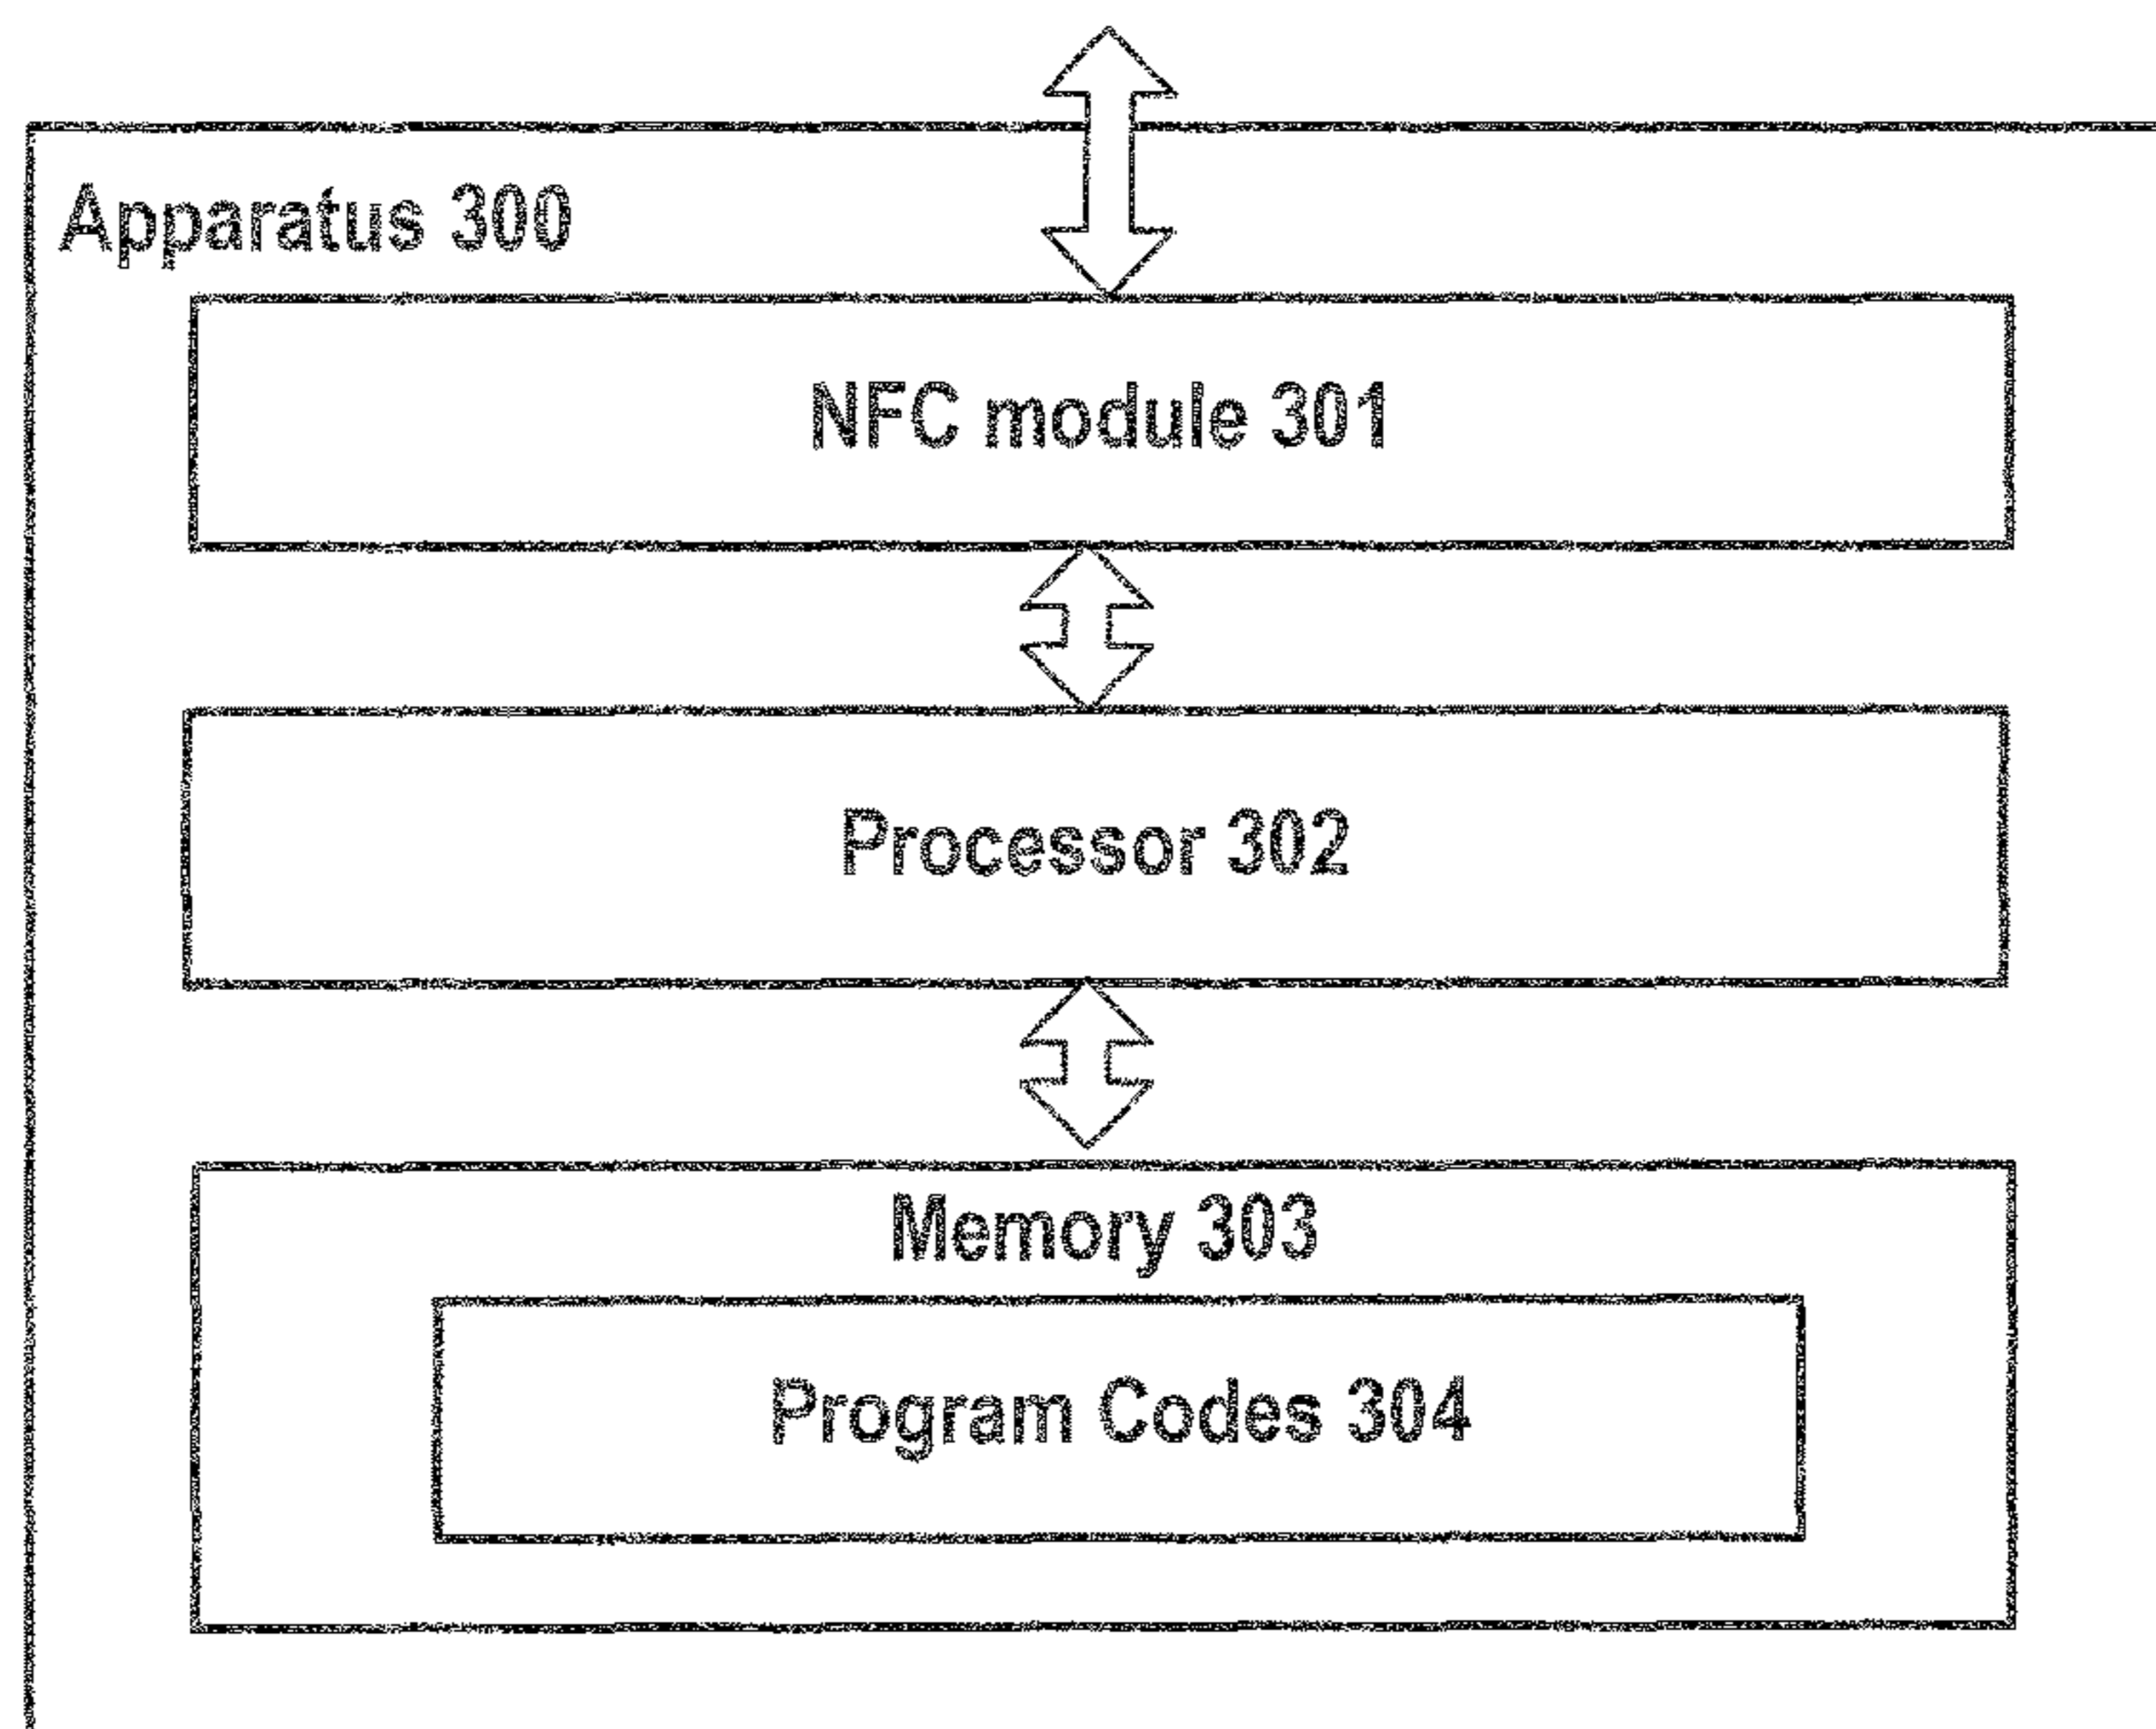 Apparatus 300
NFC module 301
Processor 302
Memory 303
Program Codes 304